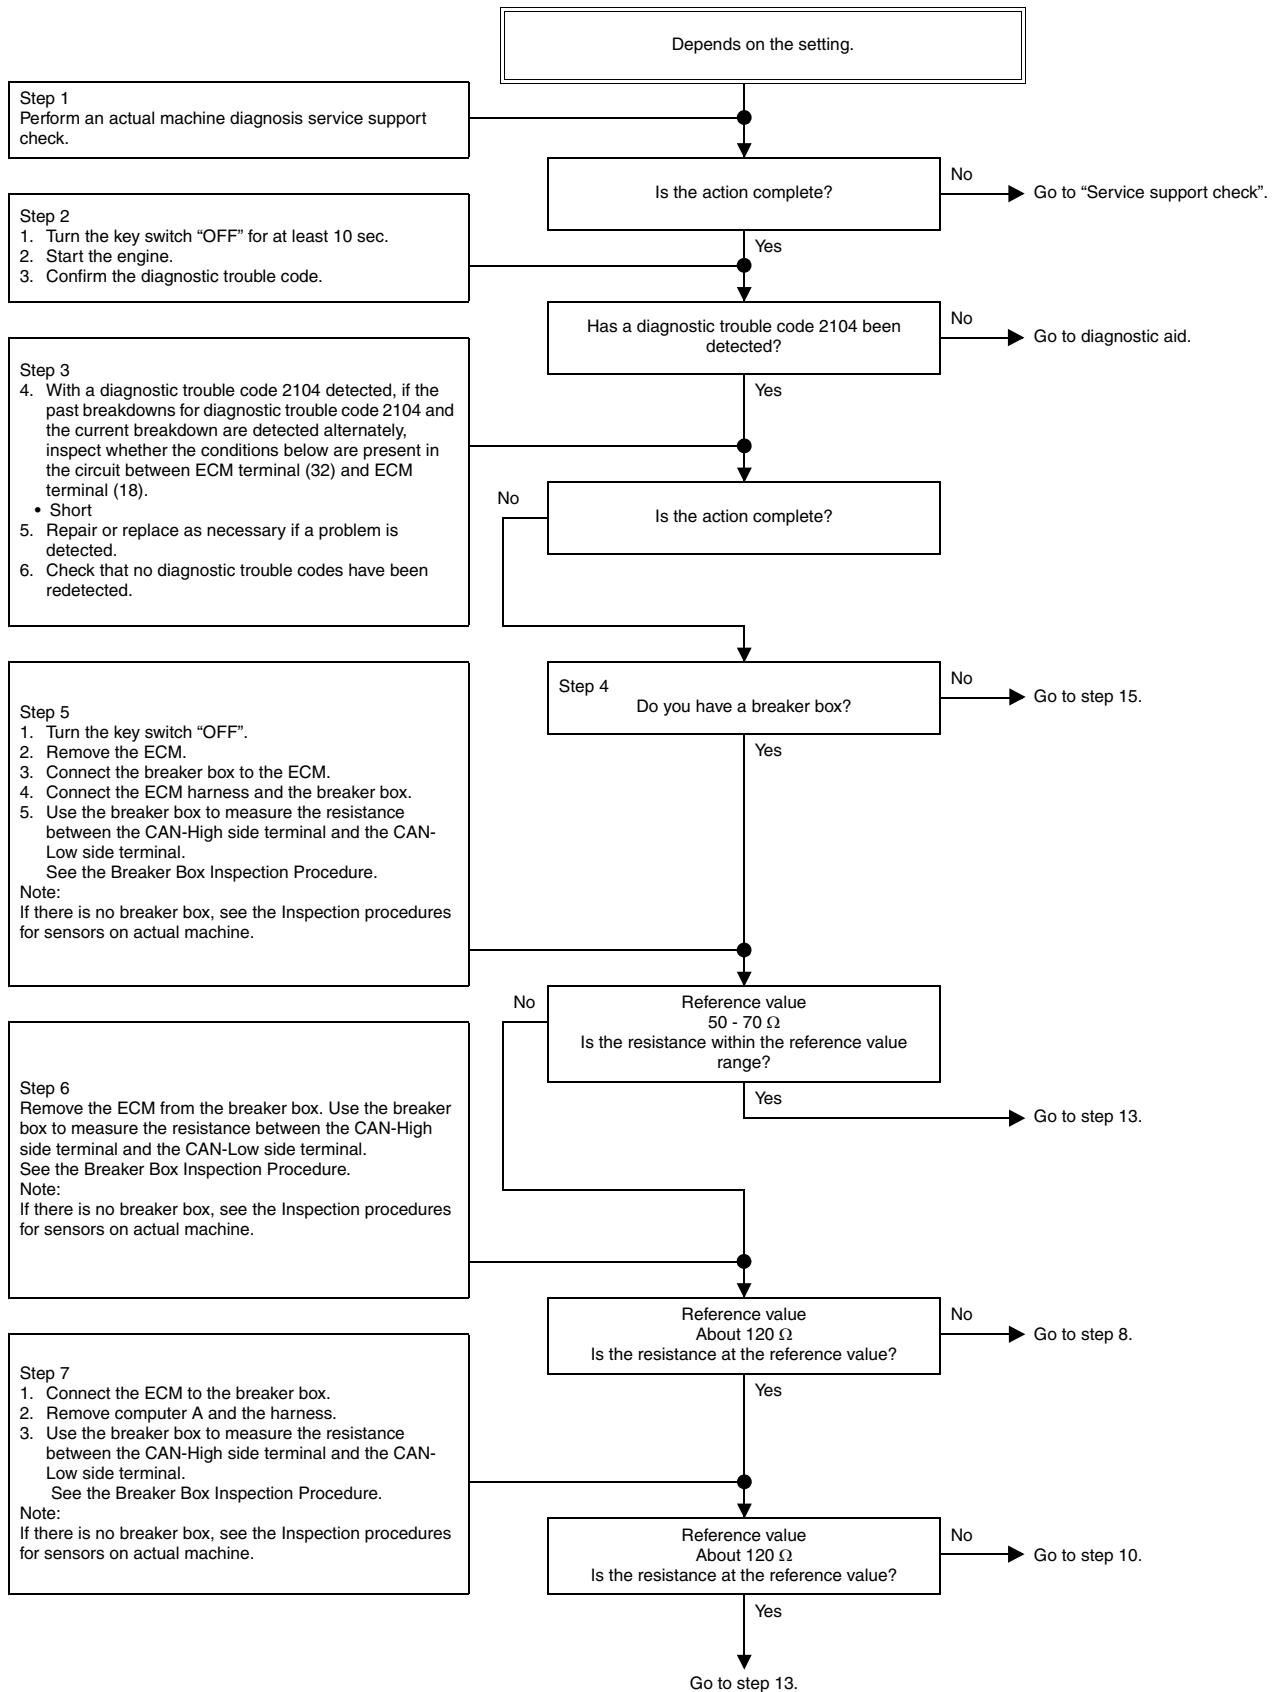 Depends on the setting.
Step 1
Perform an actual machine diagnosis service support
check.
Is the action complete?
No
Go to “Service support check”.
Yes
Step 2
1. Turn the key switch “OFF” for at least 10 sec.
2. Start the engine.
3. Confirm the diagnostic trouble code.
Has a diagnostic trouble code 2104 been
detected?
No
Go to diagnostic aid.
Yes
Step 3
4. With a diagnostic trouble code 2104 detected, if the
past breakdowns for diagnostic trouble code 2104 and
the current breakdown are detected alternately,
inspect whether the conditions below are present in
the circuit between ECM terminal (32) and ECM
terminal (18).
• Short
5. Repair or replace as necessary if a problem is
detected.
6. Check that no diagnostic trouble codes have been
redetected.
No
Is the action complete?
Step 4
Do you have a breaker box?
No
Go to step 15.
Yes
Step 5
1. Turn the key switch “OFF”.
2. Remove the ECM.
3. Connect the breaker box to the ECM.
4. Connect the ECM harness and the breaker box.
5. Use the breaker box to measure the resistance
between the CAN-High side terminal and the CAN-
Low side terminal.
See the Breaker Box Inspection Procedure.
Note:
If there is no breaker box, see the Inspection procedures
for sensors on actual machine.
No
Reference value
50 - 70 Ω
Is the resistance within the reference value
range?
Yes
Go to step 13.
Step 6
Remove the ECM from the breaker box. Use the breaker
box to measure the resistance between the CAN-High
side terminal and the CAN-Low side terminal.
See the Breaker Box Inspection Procedure.
Note:
If there is no breaker box, see the Inspection procedures
for sensors on actual machine.
Reference value
About 120 Ω
Is the resistance at the reference value?
No
Go to step 8.
Yes
Step 7
1. Connect the ECM to the breaker box.
2. Remove computer A and the harness.
3. Use the breaker box to measure the resistance
between the CAN-High side terminal and the CAN-
Low side terminal.
See the Breaker Box Inspection Procedure.
Note:
If there is no breaker box, see the Inspection procedures
for sensors on actual machine.
Reference value
About 120 Ω
Is the resistance at the reference value?
No
Go to step 10.
Yes
Go to step 13.